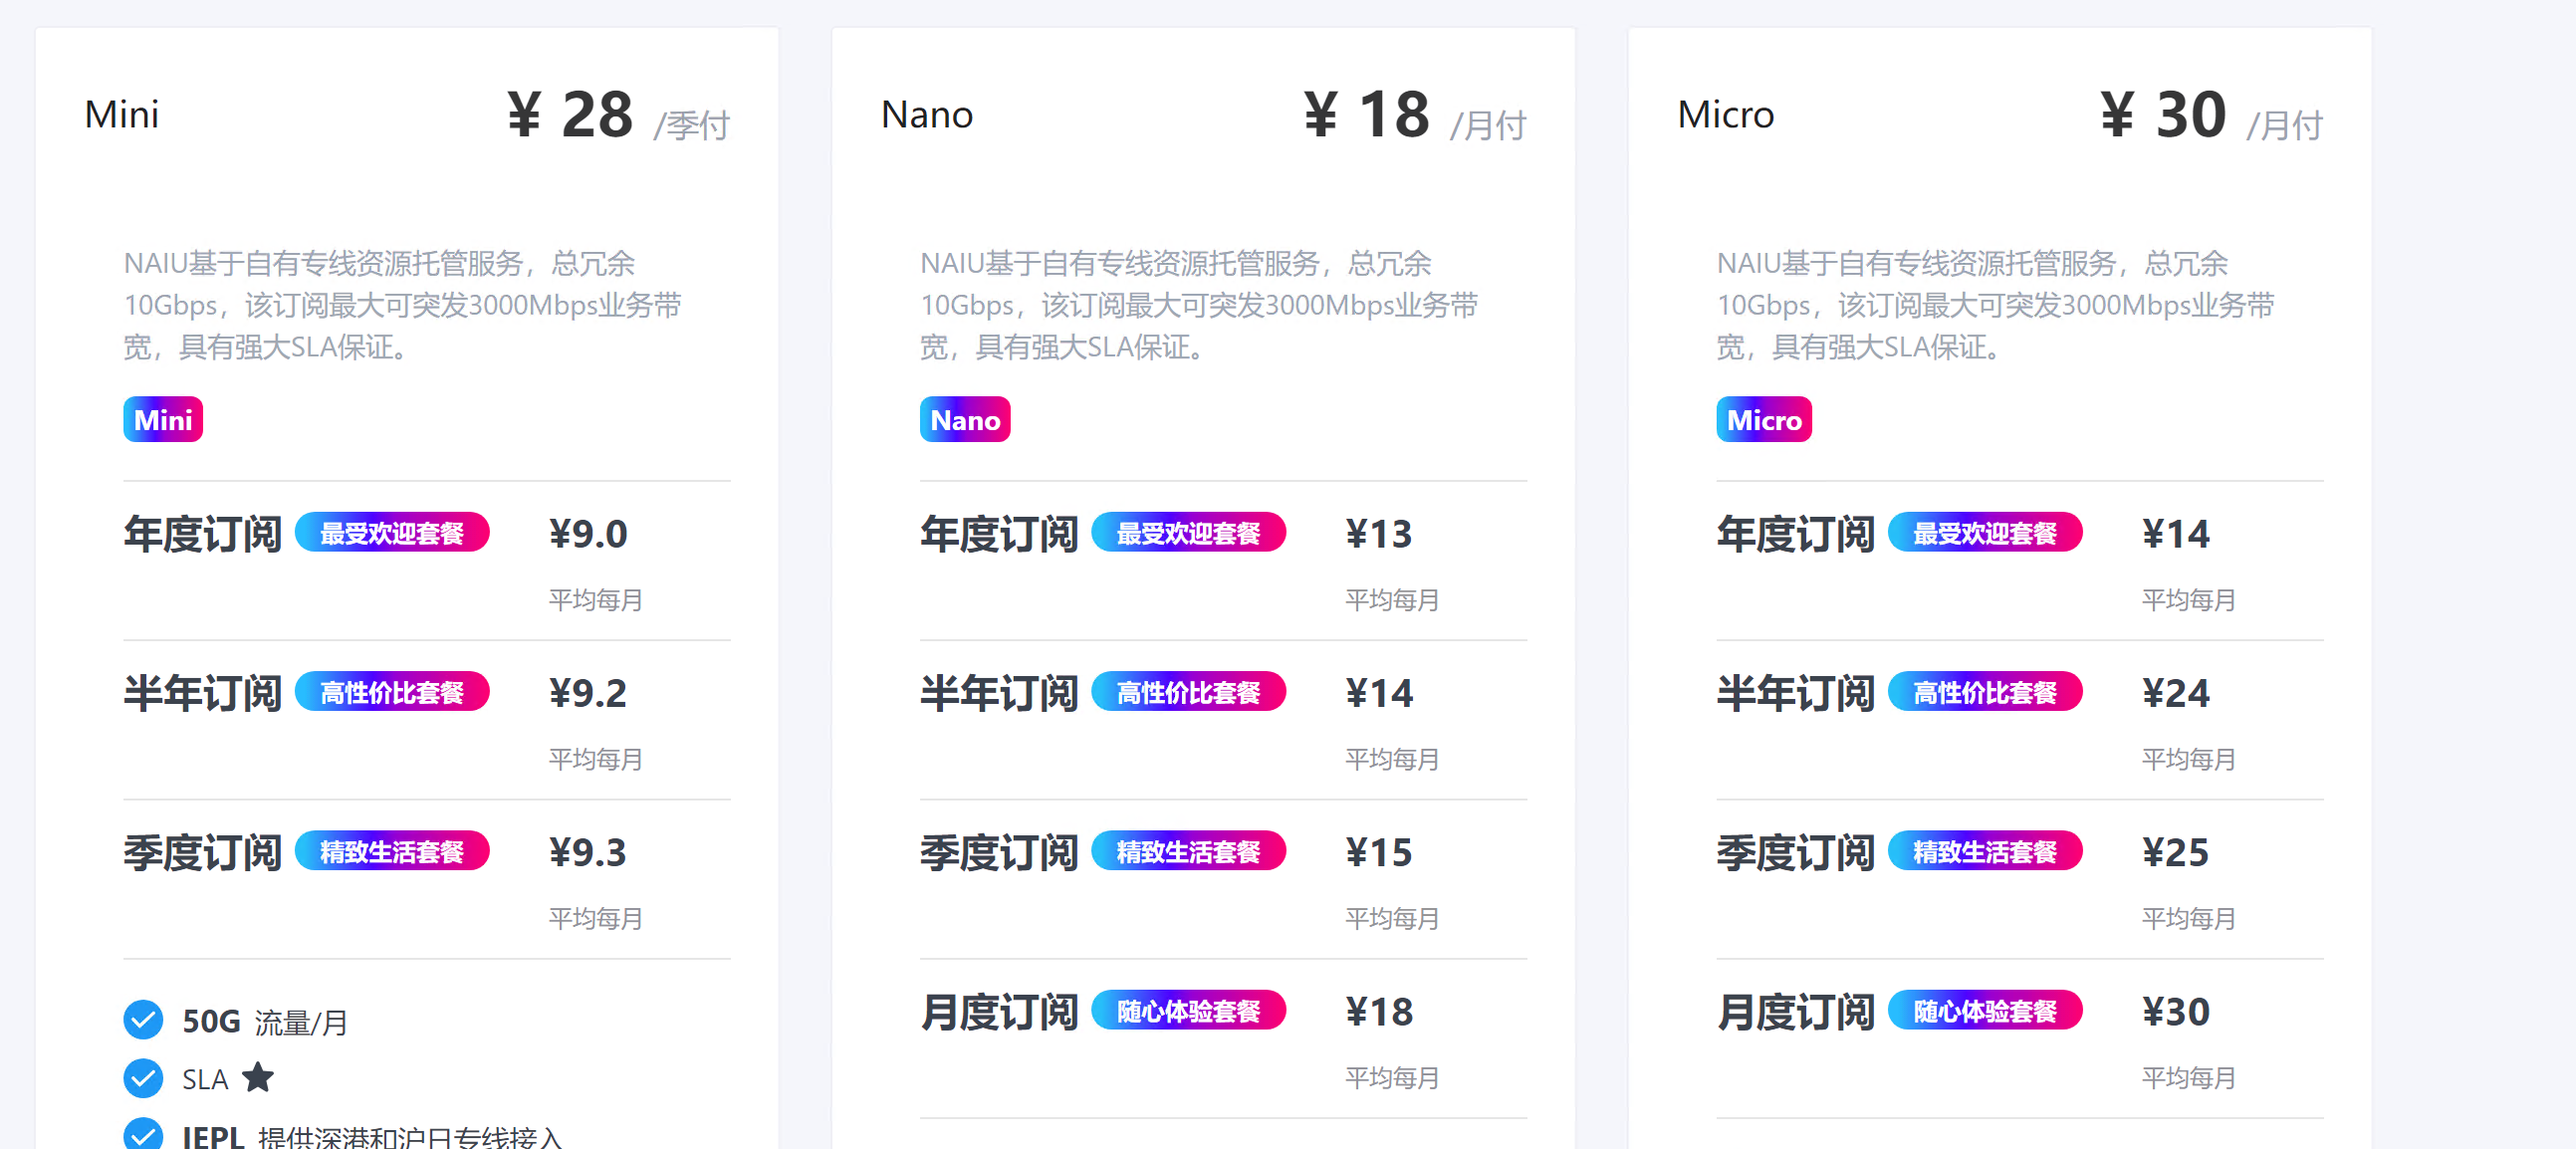 Mini
¥ 28 /季付
NAIU基于自有专线资源托管服务，总冗余
10Gbps，该订阅最大可突发3000Mbps业务带
宽，具有强大SLA保证。
Mini
年度订阅 最受欢迎套餐 ¥9.0
平均每月
半年订阅 高性价比套餐 ¥9.2
平均每月
季度订阅 精致生活套餐 ¥9.3
平均每月
50G 流量/月
SLA ★
IEPL 提供深港和沪日专线接入
Nano
¥ 18 /月付
NAIU基于自有专线资源托管服务，总冗余
10Gbps，该订阅最大可突发3000Mbps业务带
宽，具有强大SLA保证。
Nano
年度订阅 最受欢迎套餐 ¥13
平均每月
半年订阅 高性价比套餐 ¥14
平均每月
季度订阅 精致生活套餐 ¥15
平均每月
月度订阅 随心体验套餐 ¥18
平均每月
Micro
¥ 30 /月付
NAIU基于自有专线资源托管服务，总冗余
10Gbps，该订阅最大可突发3000Mbps业务带
宽，具有强大SLA保证。
Micro
年度订阅 最受欢迎套餐 ¥14
平均每月
半年订阅 高性价比套餐 ¥24
平均每月
季度订阅 精致生活套餐 ¥25
平均每月
月度订阅 随心体验套餐 ¥30
平均每月